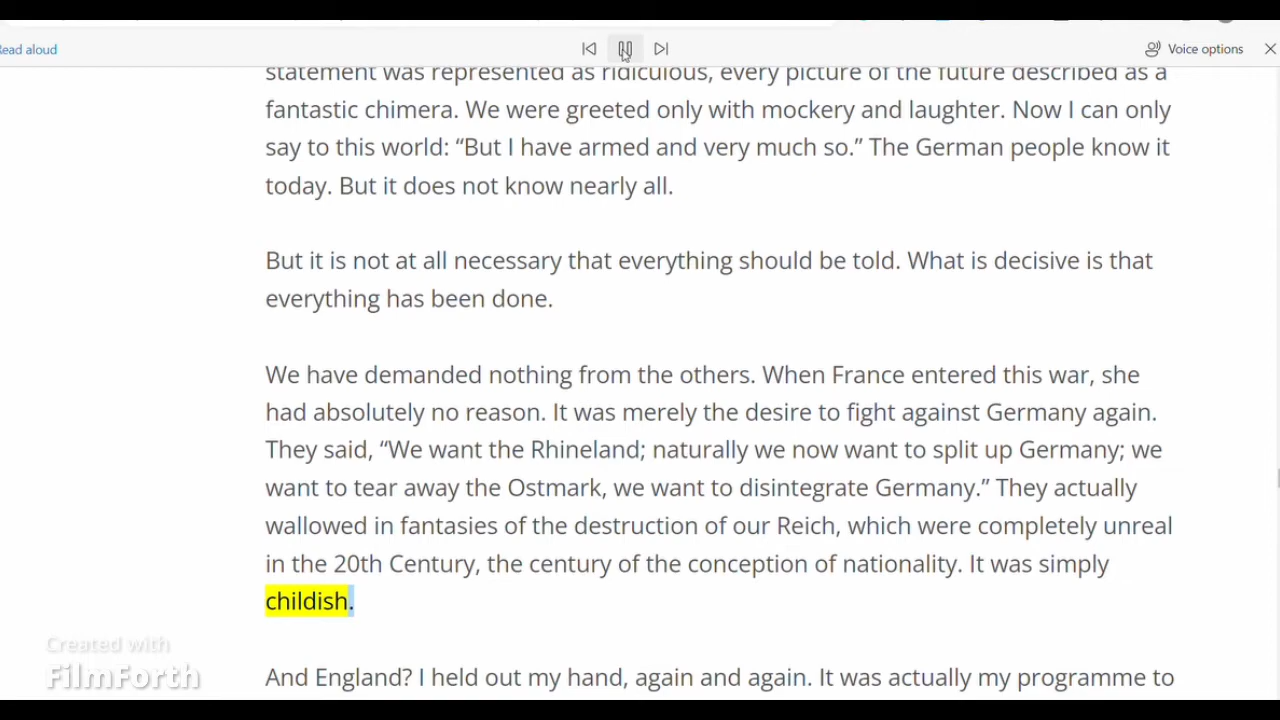 Read aloud
Voice options
statement was represented as ridiculous, every picture of the future described as a
fantastic chimera. We were greeted only with mockery and laughter. Now I can only
say to this world: “But I have armed and very much so.” The German people know it
today. But it does not know nearly all.
But it is not at all necessary that everything should be told. What is decisive is that
everything has been done.
We have demanded nothing from the others. When France entered this war, she
had absolutely no reason. It was merely the desire to fight against Germany again.
They said, “We want the Rhineland; naturally we now want to split up Germany; we
want to tear away the Ostmark, we want to disintegrate Germany.” They actually
wallowed in fantasies of the destruction of our Reich, which were completely unreal
in the 20th Century, the century of the conception of nationality. It was simply
childish.
Created with
FilmForth
And England? I held out my hand, again and again. It was actually my programme to